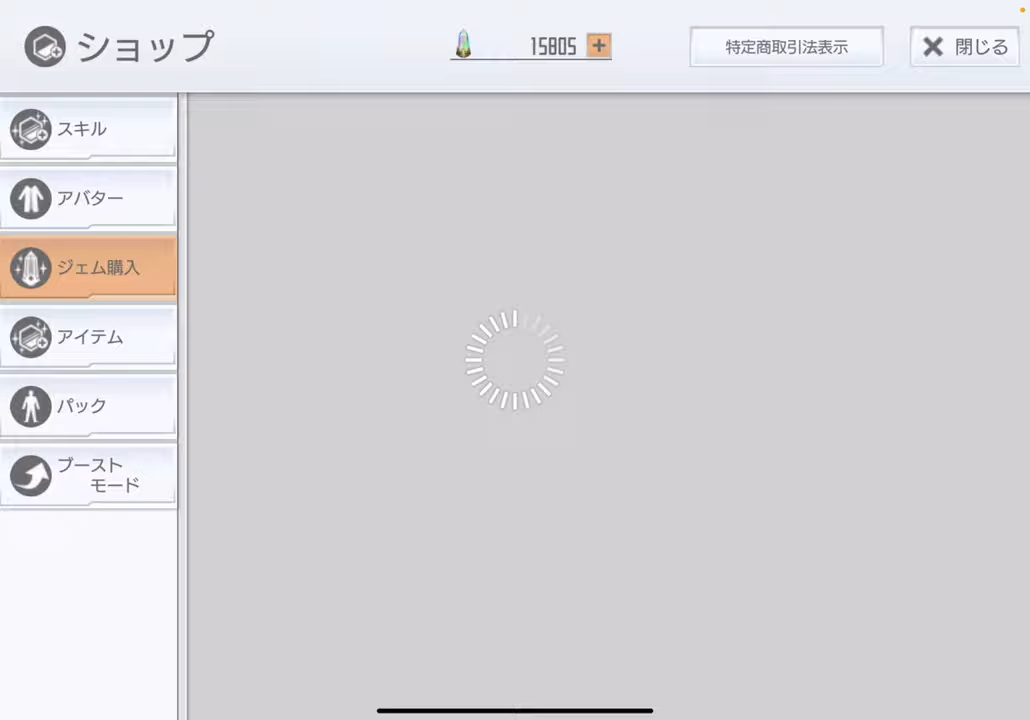 ショップ
15805
特定商取引法表示
閉じる
スキル
アバター
ジェム購入
アイテム
パック
ブースト
モード